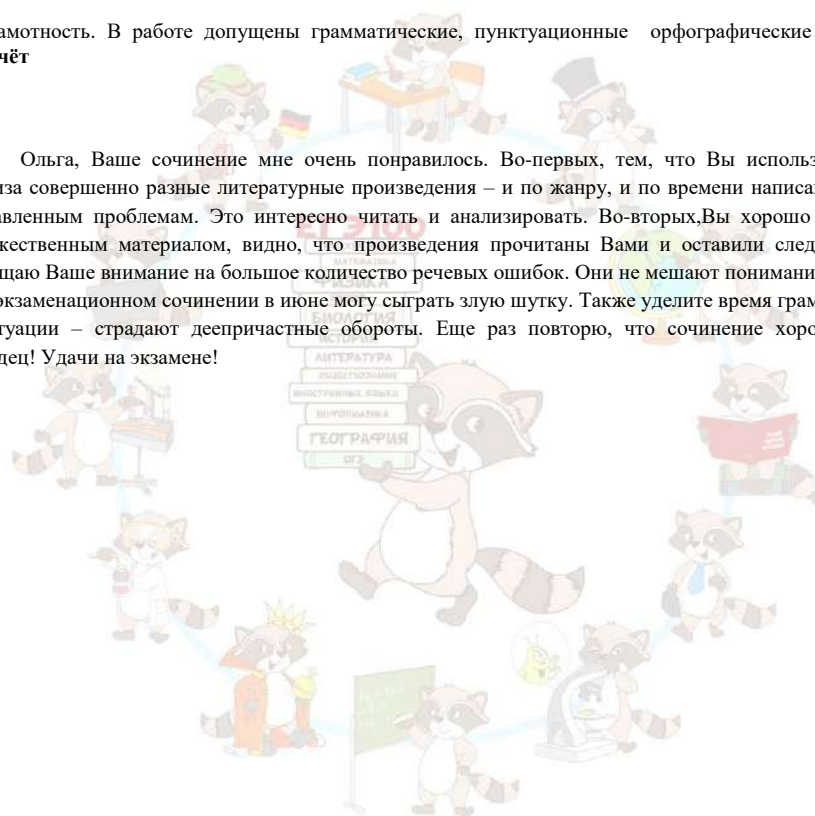 амотность. В работе допущены грамматические, пунктуационные орфографические
чёт
Ольга, Ваше сочинение мне очень понравилось. Во-первых, тем, что Вы использ
иза совершенно разные литературные произведения – и по жанру, и по времени написа
авленным проблемам. Это интересно читать и анализировать. Во-вторых,Вы хорошо
жественным материалом, видно, что произведения прочитаны Вами и оставили след
щаю Ваше внимание на большое количество речевых ошибок. Они не мешают понимани
экзаменационном сочинении в июне могу сыграть злую шутку. Также уделите время грам
туации – страдают деепричастные обороты. Еще раз повторю, что сочинение хоро
дец! Удачи на экзамене!
ЕГЭ100
МАТЕМАТИКА
ФИЗИКА
БИОЛОГИЯ
ИСТОРИЯ
ЛИТЕРАТУРА
ОБЩЕСТВОЗНАНИЕ
ИНОСТРАННЫЕ ЯЗЫКИ
ИНФОРМАТИКА
ГЕОГРАФИЯ
ОГЭ